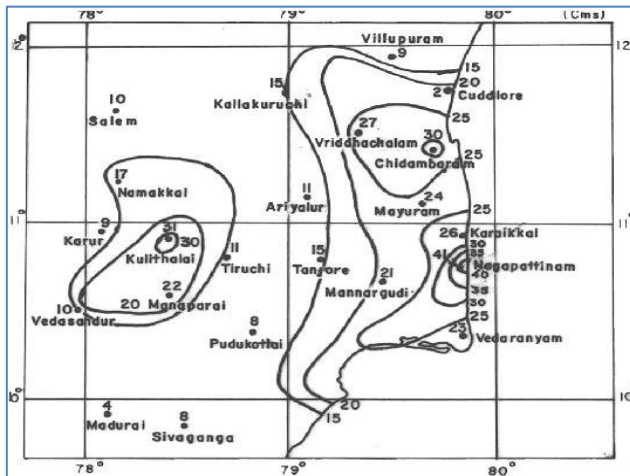 78° 79° 80° (Cms)
12° 12°
Villupuram
9
15
20
15
Kallakuruchi
2 Cuddlore
10
Salem
25
27
Vriddhachalam
30
Chidambaram
25
17
Namakkal
11
Ariyalur
24
Mayuram
25
11° 11°
9
Karur
31
30
Kulithalai
26 Karaikkal
30
35
41
Nagapattinam
40
35
30
11
Tiruchi
15
Tanjore
21
Mannargudi
22
Manaparai
20
10
Vedasandur
25
23
Vedaranyam
8
Pudukottai
10° 10°
20
15
4
Madurai
8
Sivaganga
78° 79° 80°